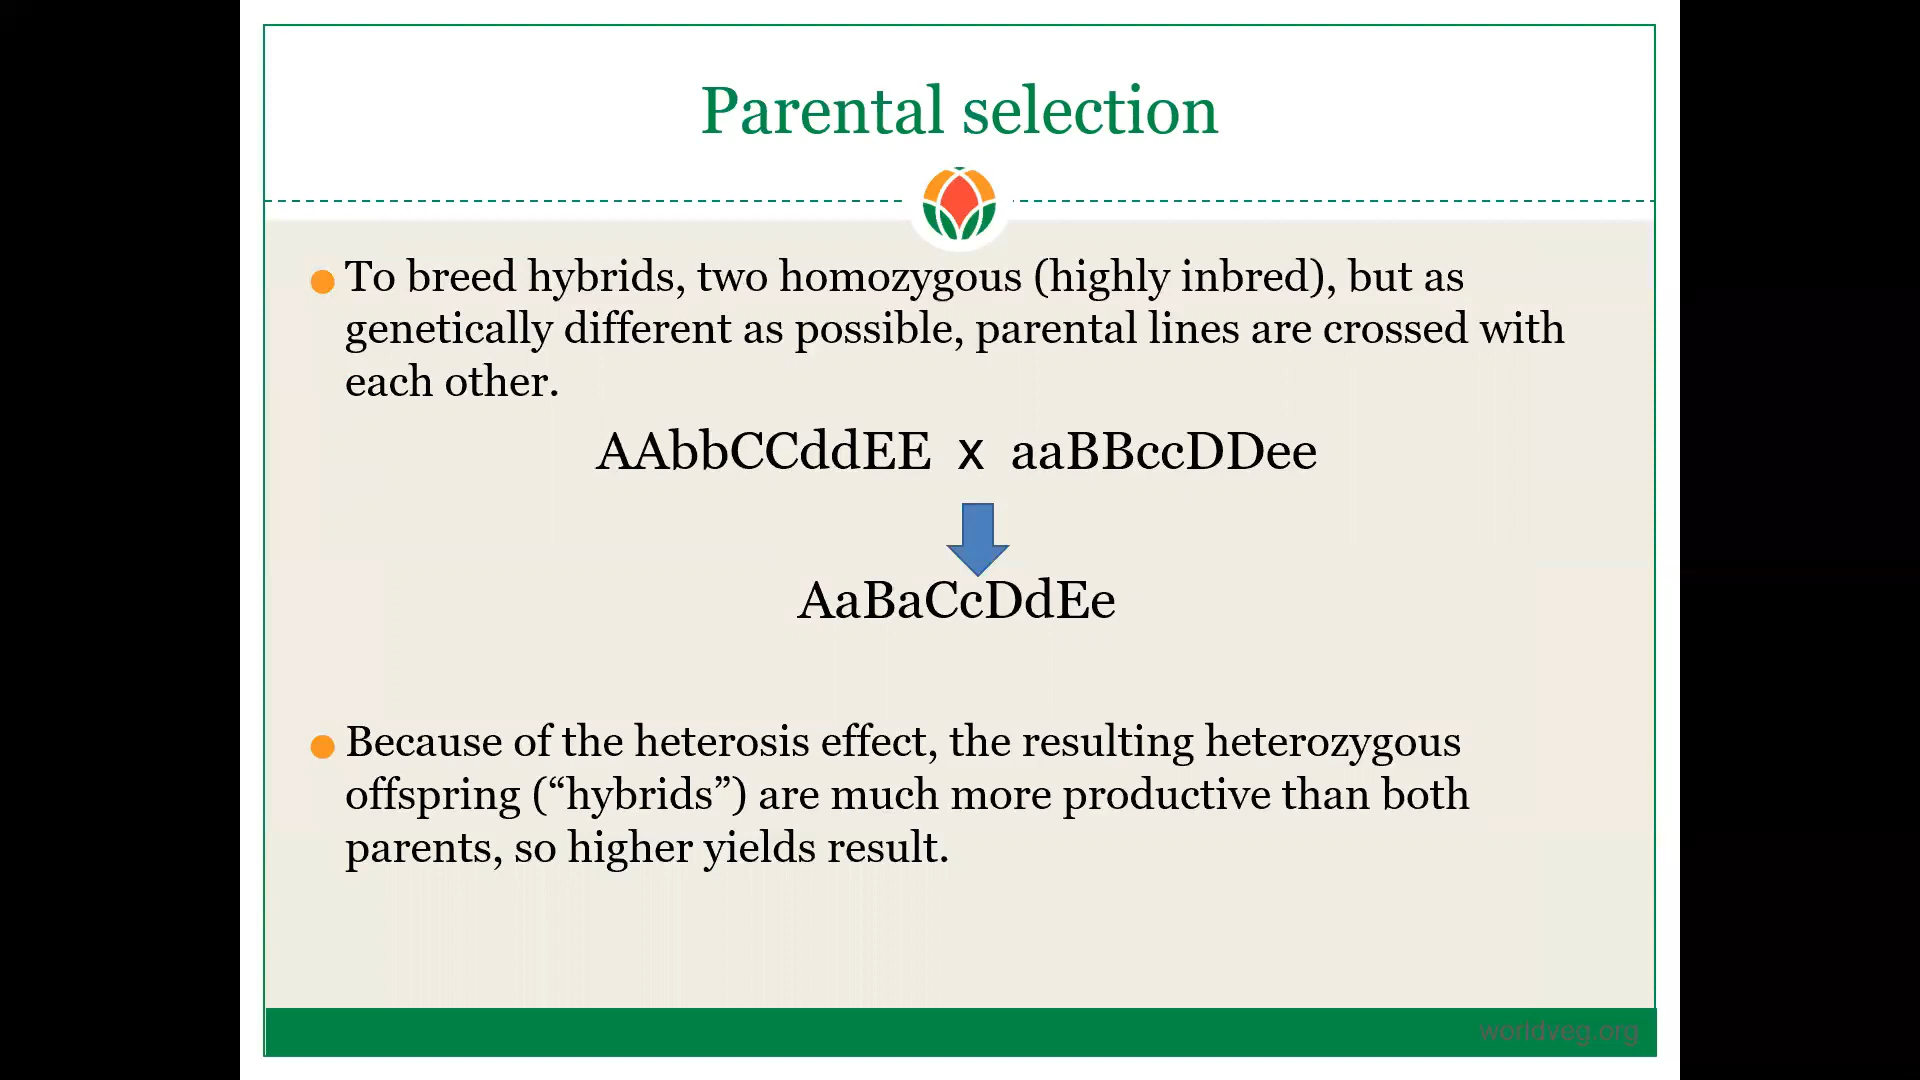 Parental selection
To breed hybrids, two homozygous (highly inbred), but as
genetically different as possible, parental lines are crossed with
each other.
AAbbCCddEE x aaBBccDDee
AaBaCcDdEe
Because of the heterosis effect, the resulting heterozygous
offspring (“hybrids”) are much more productive than both
parents, so higher yields result.
worldveg.org